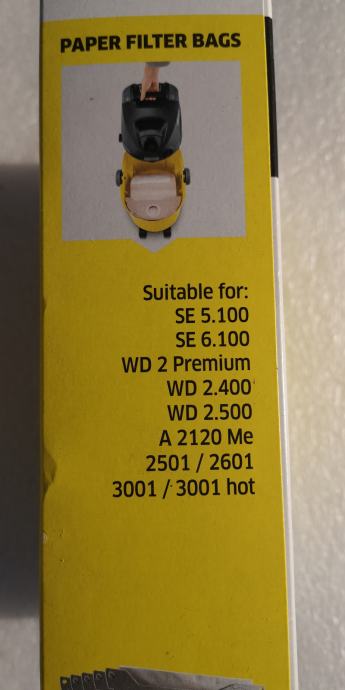 PAPER FILTER BAGS
Suitable for:
SE 5.100
SE 6.100
WD 2 Premium
WD 2.400
WD 2.500
A 2120 Me
2501 / 2601
3001 / 3001 hot